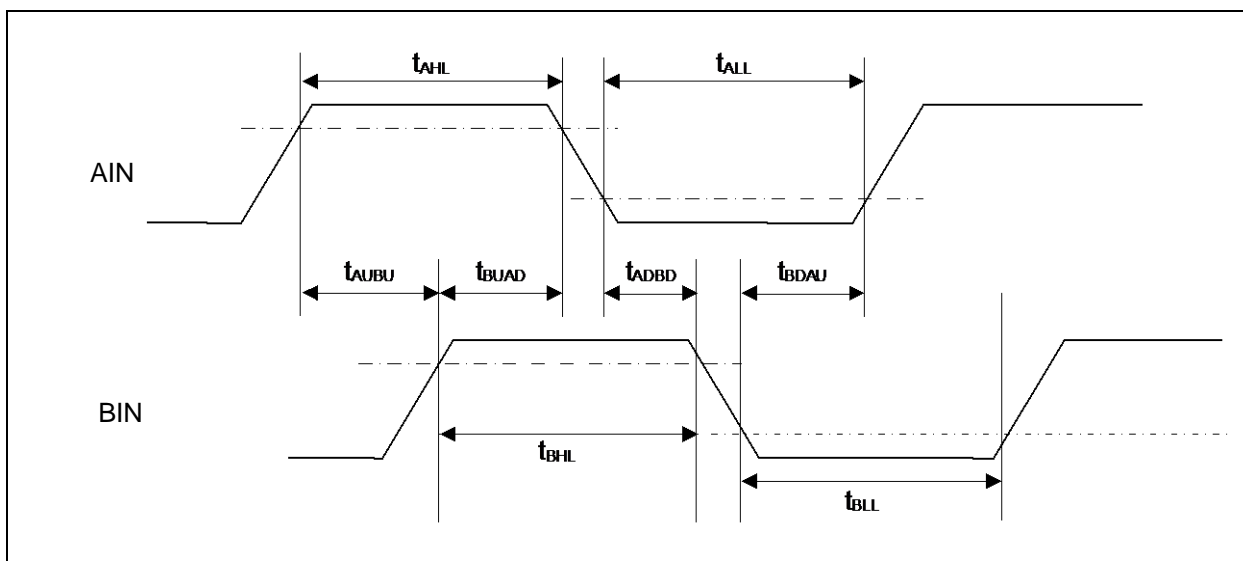 tAHL
tALL
AIN
tAUBU
tBUAD
tADBD
tBDAU
BIN
tBHL
tBLL